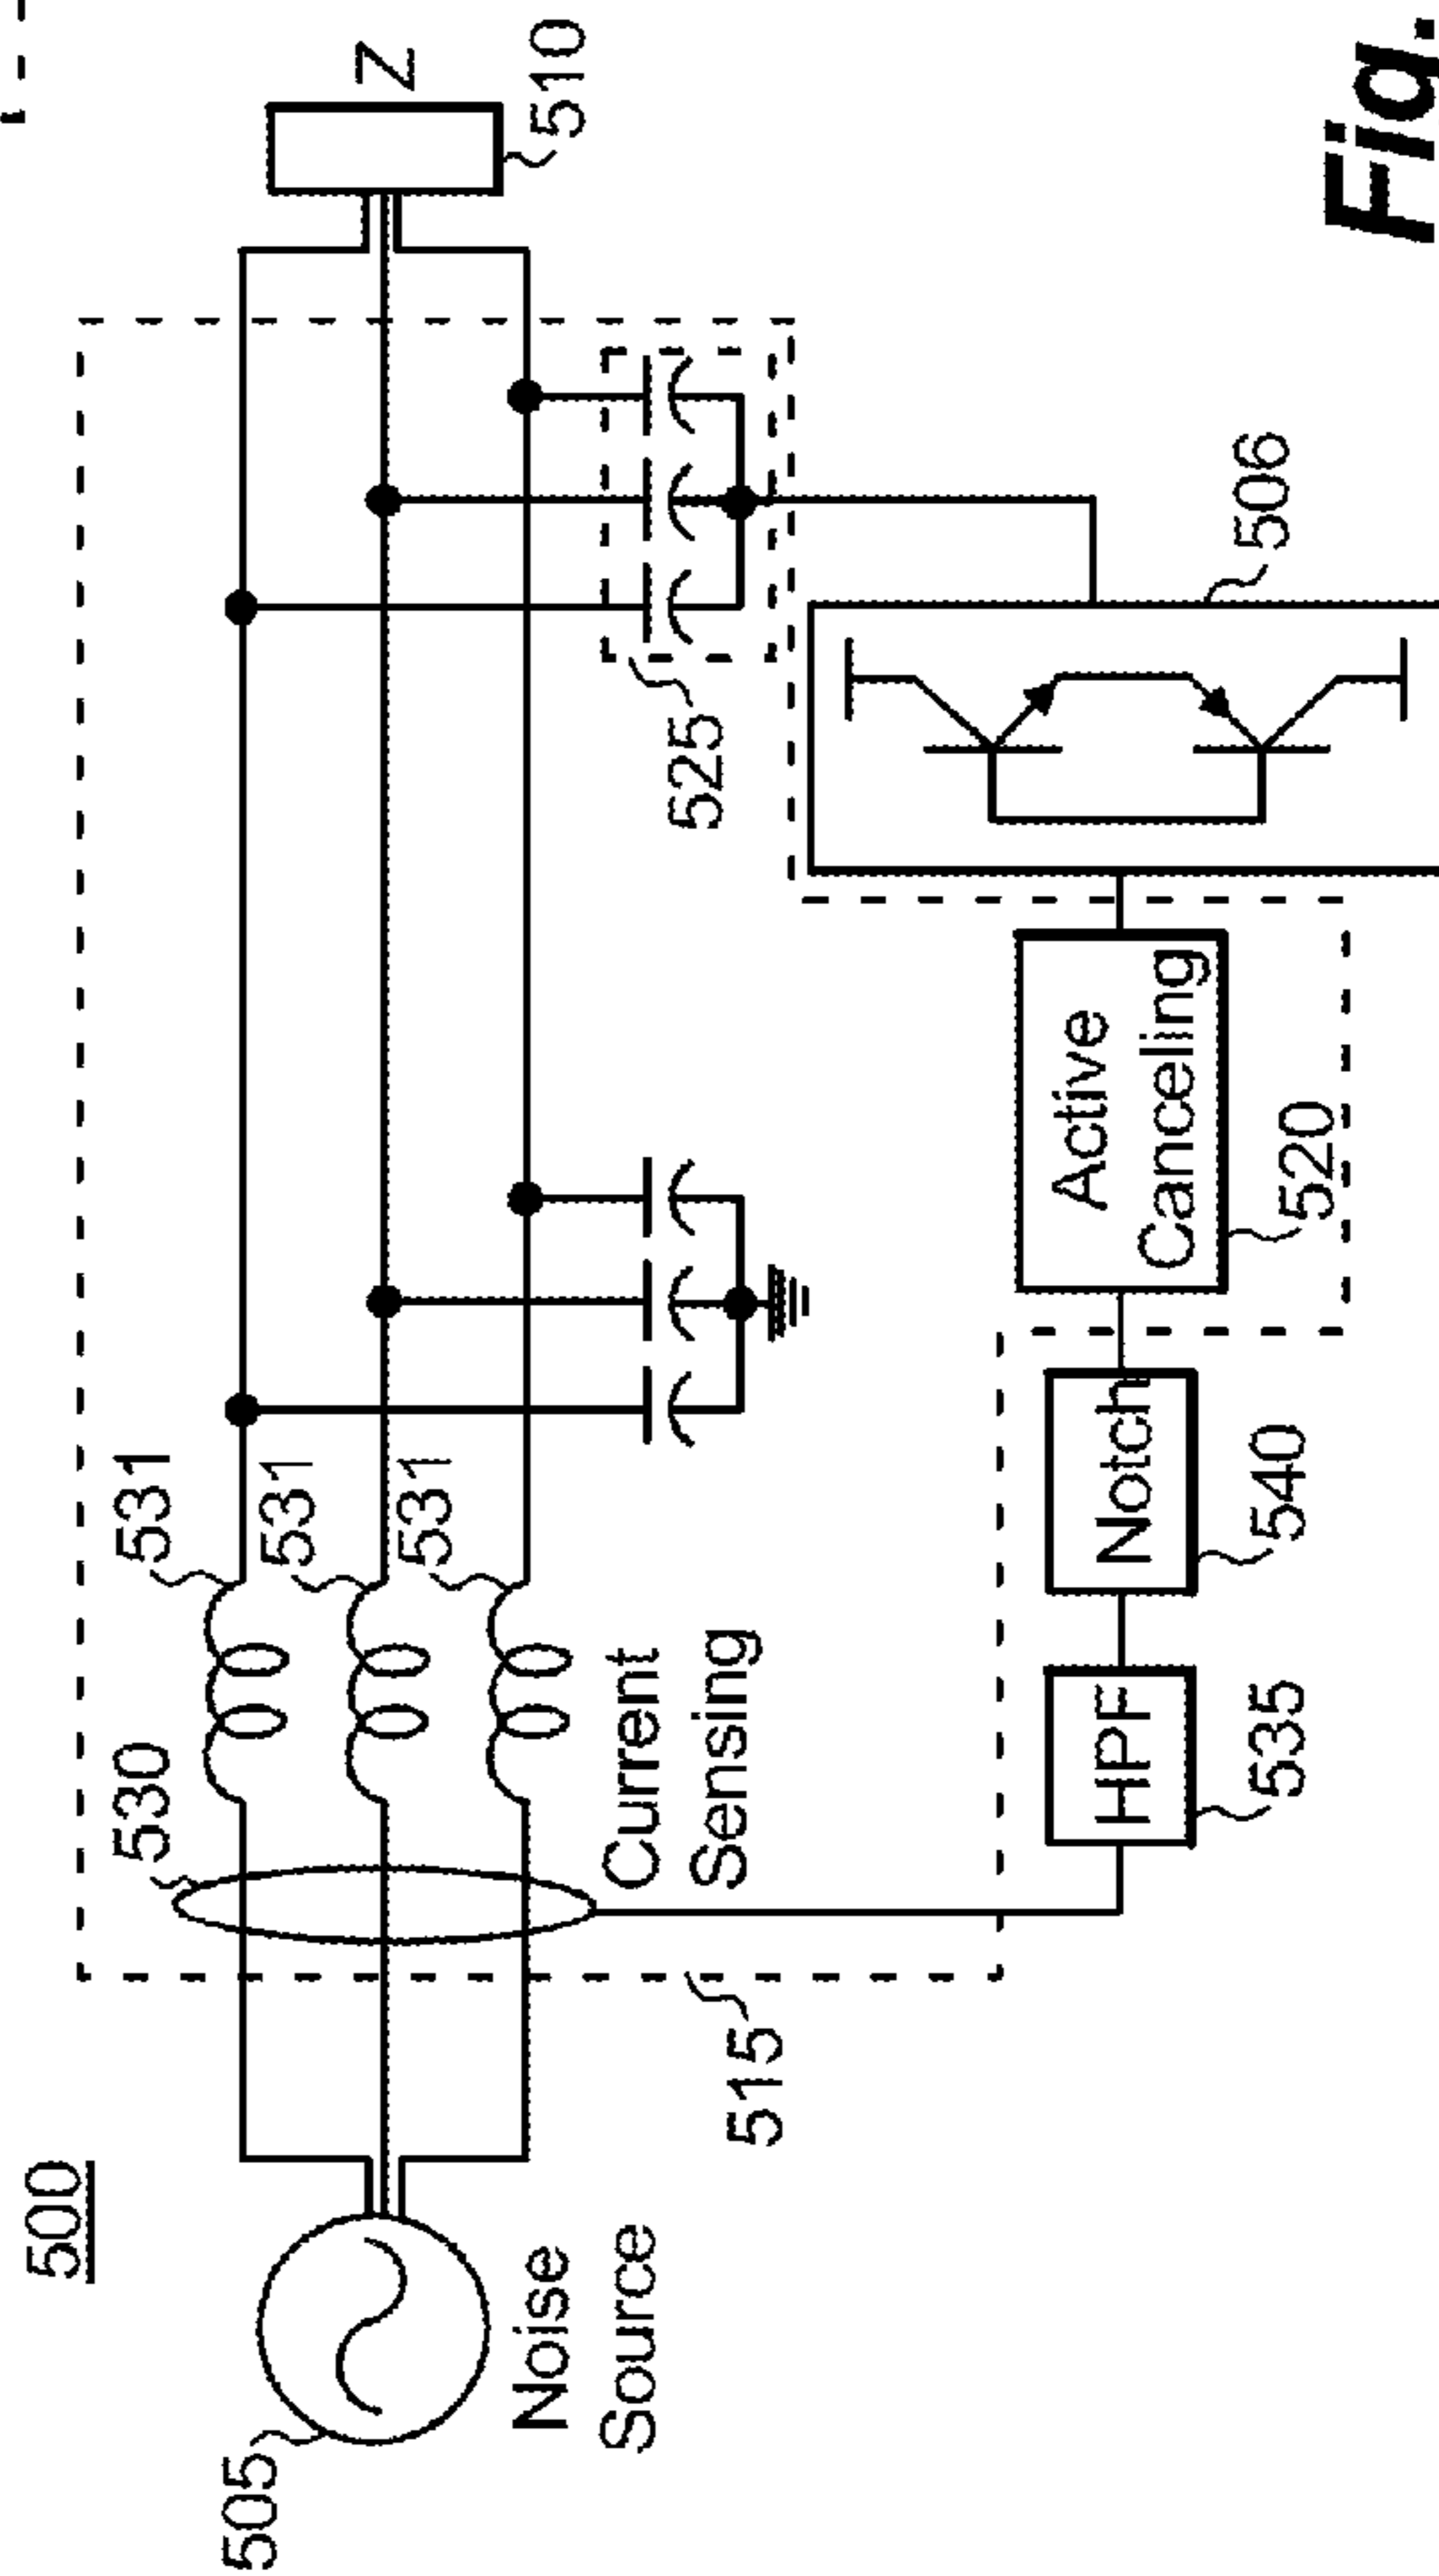 500
505
Noise
Source
515
530
Current
Sensing
531
531
531
525
Z
510
HPF
535
Notch
540
Active
Canceling
520
506
Fig.